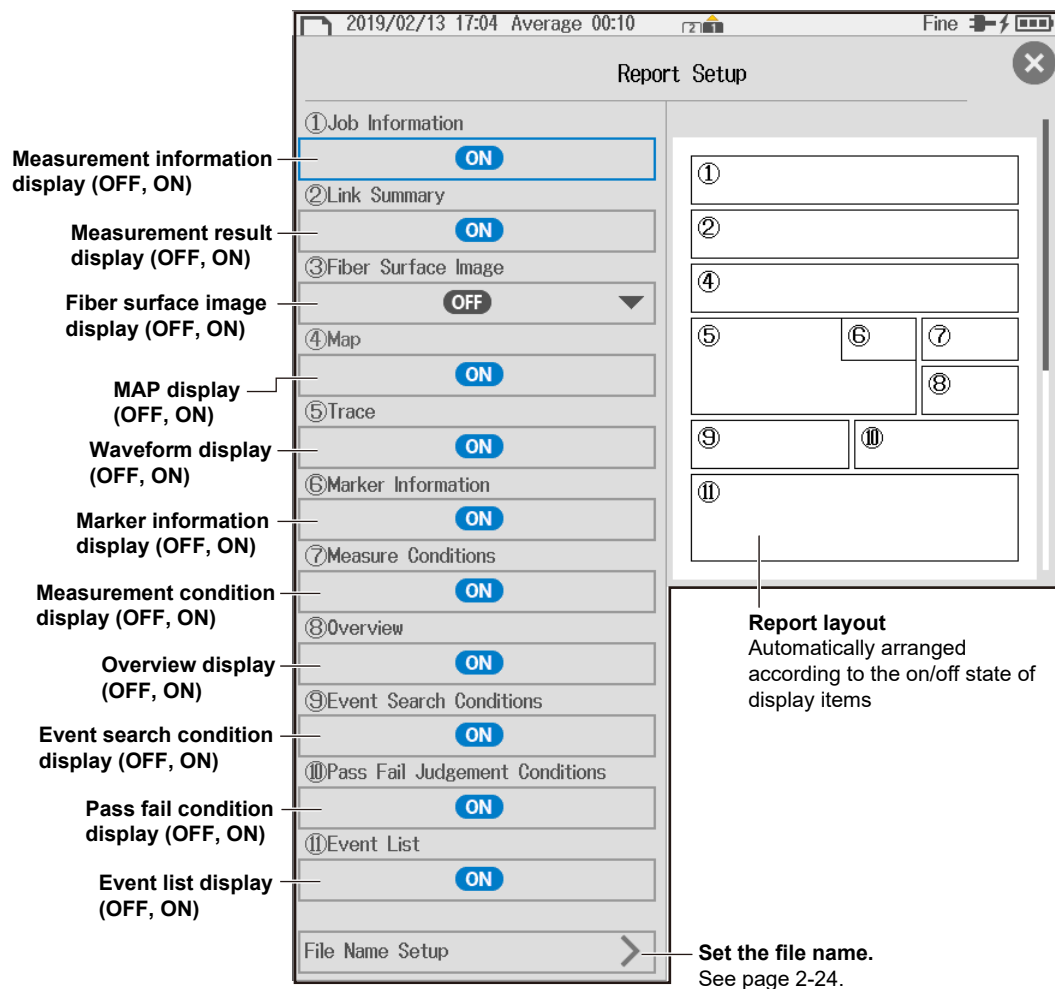 2019/02/13 17:04 Average 00:10
2 1
Fine
Report Setup
①Job Information
ON
②Link Summary
ON
③Fiber Surface Image
OFF
④Map
ON
⑤Trace
ON
⑥Marker Information
ON
⑦Measure Conditions
ON
⑧Overview
ON
⑨Event Search Conditions
ON
⑩Pass Fail Judgement Conditions
ON
⑪Event List
ON
File Name Setup
Measurement information
display (OFF, ON)
Measurement result
display (OFF, ON)
Fiber surface image
display (OFF, ON)
MAP display
(OFF, ON)
Waveform display
(OFF, ON)
Marker information
display (OFF, ON)
Measurement condition
display (OFF, ON)
Overview display
(OFF, ON)
Event search condition
display (OFF, ON)
Pass fail condition
display (OFF, ON)
Event list display
(OFF, ON)
①
②
④
⑤ ⑥ ⑦
⑧
⑨ ⑩
⑪
Report layout
Automatically arranged
according to the on/off state of
display items
Set the file name.
See page 2-24.